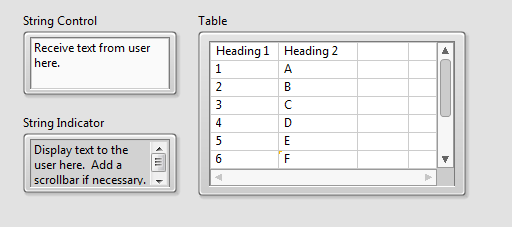 String Control
Receive text from user
here.
String Indicator
Display text to the
user here. Add a
scrollbar if necessary.
Table
Heading 1 Heading 2
1 A
2 B
3 C
4 D
5 E
6 F